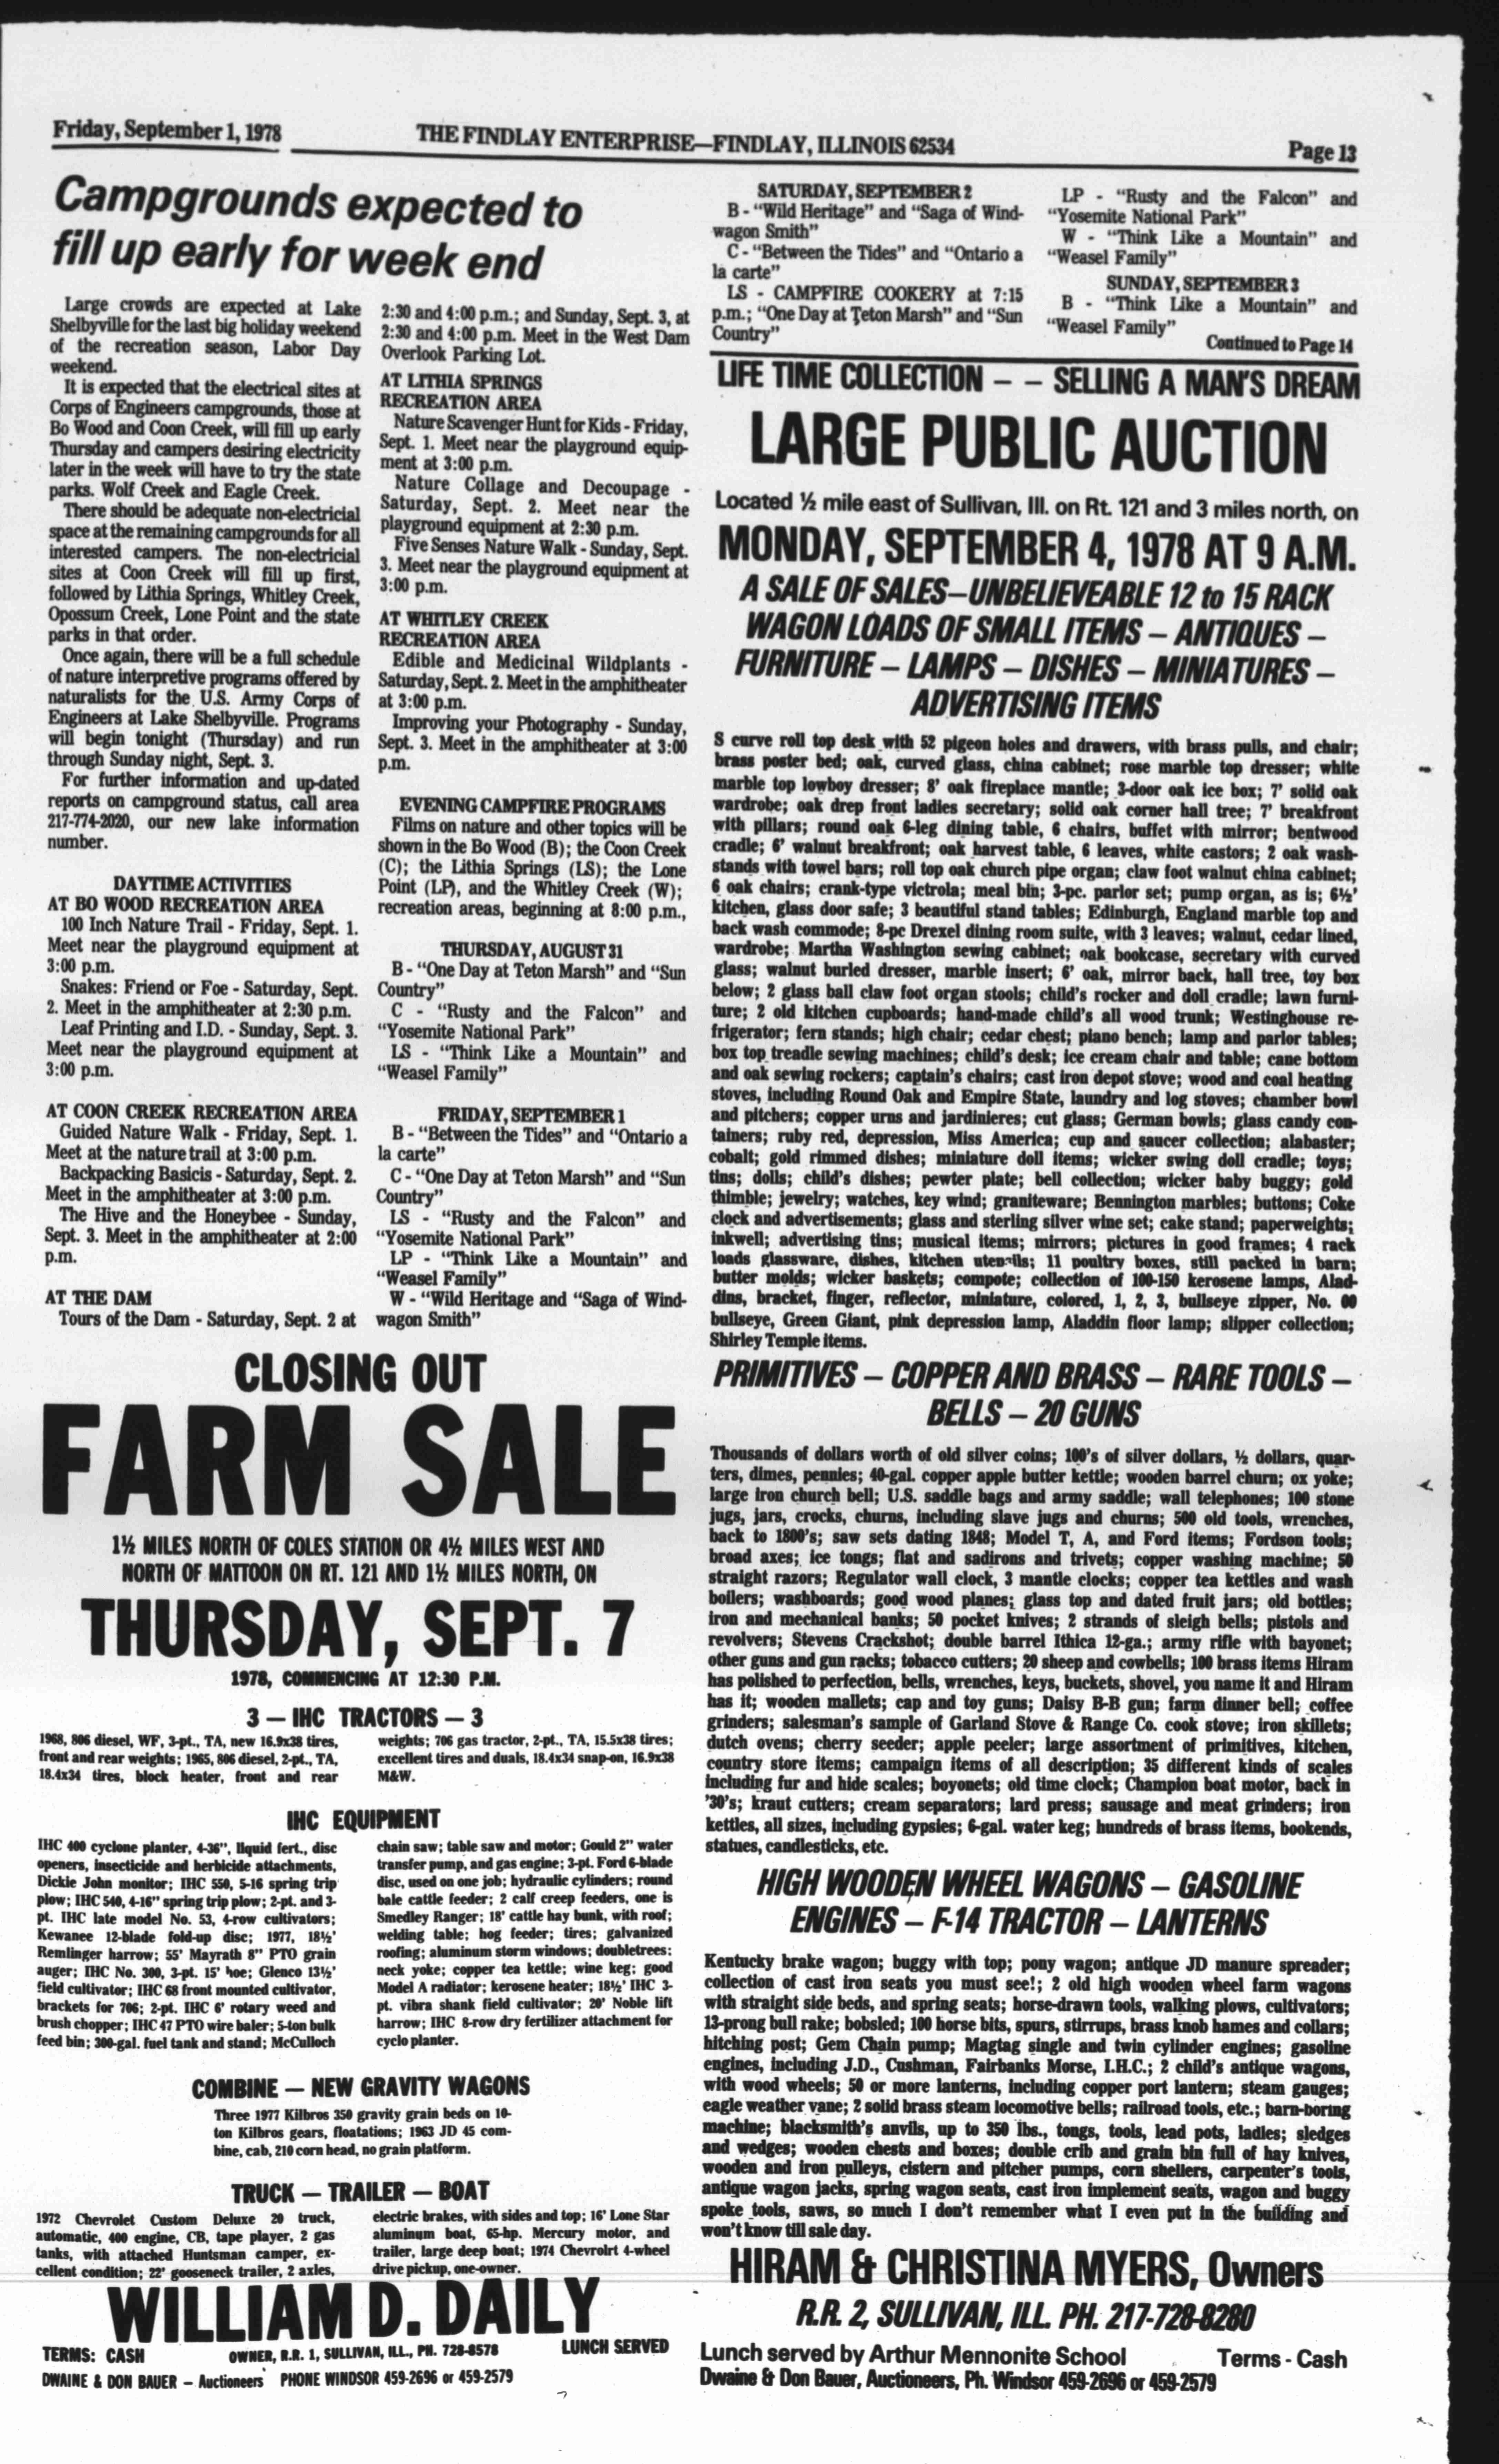 Friday, September 1, 1978
THE FINDLAY ENTERPRISE—FINDLAY, ILLINOIS 62534
Page 13
Campgrounds expected to
fill up early for week end
Large crowds are expected at Lake
Shelbyville for the last big holiday weekend
of the recreation season, Labor Day
weekend.
It is expected that the electrical sites at
Corps of Engineers campgrounds, those at
Bo Wood and Coon Creek, will fill up early
Thursday and campers desiring electricity
later in the week will have to try the state
parks. Wolf Creek and Eagle Creek.
There should be adequate non-electricial
space at the remaining campgrounds for all
interested campers. The non-electricial
sites at Coon Creek will fill up first,
followed by Lithia Springs, Whitley Creek,
Opossum Creek, Lone Point and the state
parks in that order.
Once again, there will be a full schedule
of nature interpretive programs offered by
naturalists for the U.S. Army Corps of
Engineers at Lake Shelbyville. Programs
will begin tonight (Thursday) and run
through Sunday night, Sept. 3.
For further information and up-dated
reports on campground status, call area
217-774-2020, our new lake information
number.
DAYTIME ACTIVITIES
AT BO WOOD RECREATION AREA
100 Inch Nature Trail - Friday, Sept. 1.
Meet near the playground equipment at
3:00 p.m.
Snakes: Friend or Foe - Saturday, Sept.
2. Meet in the amphitheater at 2:30 p.m.
Leaf Printing and I.D. - Sunday, Sept. 3.
Meet near the playground equipment at
3:00 p.m.
AT COON CREEK RECREATION AREA
Guided Nature Walk - Friday, Sept. 1.
Meet at the nature trail at 3:00 p.m.
Backpacking Basicis - Saturday, Sept. 2.
Meet in the amphitheater at 3:00 p.m.
The Hive and the Honeybee - Sunday,
Sept. 3. Meet in the amphitheater at 2:00
p.m.
AT THE DAM
Tours of the Dam - Saturday, Sept. 2 at
2:30 and 4:00 p.m.; and Sunday, Sept. 3, at
2:30 and 4:00 p.m. Meet in the West Dam
Overlook Parking Lot.
AT LITHIA SPRINGS
RECREATION AREA
Nature Scavenger Hunt for Kids - Friday,
Sept. 1. Meet near the playground equip-
ment at 3:00 p.m.
Nature Collage and Decoupage -
Saturday, Sept. 2. Meet near the
playground equipment at 2:30 p.m.
Five Senses Nature Walk - Sunday, Sept.
3. Meet near the playground equipment at
3:00 p.m.
AT WHITLEY CREEK
RECREATION AREA
Edible and Medicinal Wildplants -
Saturday, Sept. 2. Meet in the amphitheater
at 3:00 p.m.
Improving your Photography - Sunday,
Sept. 3. Meet in the amphitheater at 3:00
p.m.
EVENING CAMPFIRE PROGRAMS
Films on nature and other topics will be
shown in the Bo Wood (B); the Coon Creek
(C); the Lithia Springs (LS); the Lone
Point (LP), and the Whitley Creek (W);
recreation areas, beginning at 8:00 p.m.,
THURSDAY, AUGUST 31
B - "One Day at Teton Marsh" and "Sun
Country"
C - "Rusty and the Falcon" and
"Yosemite National Park"
LS - "Think Like a Mountain" and
"Weasel Family"
FRIDAY, SEPTEMBER 1
B - "Between the Tides" and "Ontario a
la carte"
C - "One Day at Teton Marsh" and "Sun
Country"
LS - "Rusty and the Falcon" and
"Yosemite National Park"
LP - "Think Like a Mountain" and
"Weasel Family"
W - "Wild Heritage and "Saga of Wind-
wagon Smith"
SATURDAY, SEPTEMBER 2
B - "Wild Heritage" and "Saga of Wind-
wagon Smith"
C - "Between the Tides" and "Ontario a
la carte"
LS - CAMPFIRE COOKERY at 7:15
p.m.; "One Day at Teton Marsh" and "Sun
Country"
LP - "Rusty and the Falcon" and
"Yosemite National Park"
W - "Think Like a Mountain" and
"Weasel Family"
SUNDAY, SEPTEMBER 3
B - "Think Like a Mountain" and
"Weasel Family"
Continued to Page 14
CLOSING OUT
FARM SALE
1½ MILES NORTH OF COLES STATION OR 4½ MILES WEST AND
NORTH OF MATTOON ON RT. 121 AND 1½ MILES NORTH, ON
THURSDAY, SEPT. 7
1978, COMMENCING AT 12:30 P.M.
3 — IHC TRACTORS — 3
1968, 806 diesel, WF, 3-pt., TA, new 16.9x38 tires,
front and rear weights; 1965, 806 diesel, 2-pt., TA,
18.4x34 tires, block heater, front and rear
weights; 706 gas tractor, 2-pt., TA, 15.5x38 tires;
excellent tires and duals, 18.4x34 snap-on, 16.9x38
M&W.
IHC EQUIPMENT
IHC 400 cyclone planter, 4-36", liquid fert., disc
openers, insecticide and herbicide attachments,
Dickie John monitor; IHC 550, 5-16 spring trip
plow; IHC 540, 4-16" spring trip plow; 2-pt. and 3-
pt. IHC late model No. 53, 4-row cultivators;
Kewanee 12-blade fold-up disc; 1977, 18½'
Remlinger harrow; 55' Mayrath 8" PTO grain
auger; IHC No. 300, 3-pt. 15' hoe; Glenco 13½'
field cultivator; IHC 68 front mounted cultivator,
brackets for 706; 2-pt. IHC 6' rotary weed and
brush chopper; IHC 47 PTO wire baler; 5-ton bulk
feed bin; 300-gal. fuel tank and stand; McCulloch
chain saw; table saw and motor; Gould 2" water
transfer pump, and gas engine; 3-pt. Ford 6-blade
disc, used on one job; hydraulic cylinders; round
bale cattle feeder; 2 calf creep feeders, one is
Smedley Ranger; 18' cattle hay bunk, with roof;
welding table; hog feeder; tires; galvanized
roofing; aluminum storm windows; doubletrees;
neck yoke; copper tea kettle; wine keg; good
Model A radiator; kerosene heater; 18½' IHC 3-
pt. vibra shank field cultivator; 20' Noble lift
harrow; IHC 8-row dry fertilizer attachment for
cyclo planter.
COMBINE — NEW GRAVITY WAGONS
Three 1977 Kilbros 350 gravity grain beds on 10-
ton Kilbros gears, floatations; 1963 JD 45 com-
bine, cab, 210 corn head, no grain platform.
TRUCK — TRAILER — BOAT
1972 Chevrolet Custom Deluxe 20 truck,
automatic, 400 engine, CB, tape player, 2 gas
tanks, with attached Huntsman camper, ex-
cellent condition; 22' gooseneck trailer, 2 axles,
electric brakes, with sides and top; 16' Lone Star
aluminum boat, 65-hp. Mercury motor, and
trailer, large deep boat; 1974 Chevrolrt 4-wheel
drive pickup, one-owner.
WILLIAM D. DAILY
TERMS: CASH
OWNER, R.R. 1, SULLIVAN, ILL., PH. 728-8578
LUNCH SERVED
DWAINE & DON BAUER — Auctioneers PHONE WINDSOR 459-2696 or 459-2579
LIFE TIME COLLECTION — — SELLING A MAN'S DREAM
LARGE PUBLIC AUCTION
Located ½ mile east of Sullivan, Ill. on Rt. 121 and 3 miles north, on
MONDAY, SEPTEMBER 4, 1978 AT 9 A.M.
A SALE OF SALES—UNBELIEVEABLE 12 to 15 RACK
WAGON LOADS OF SMALL ITEMS — ANTIQUES —
FURNITURE — LAMPS — DISHES — MINIATURES —
ADVERTISING ITEMS
S curve roll top desk with 52 pigeon holes and drawers, with brass pulls, and chair;
brass poster bed; oak, curved glass, china cabinet; rose marble top dresser; white
marble top lowboy dresser; 8' oak fireplace mantle; 3-door oak ice box; 7' solid oak
wardrobe; oak drep front ladies secretary; solid oak corner hall tree; 7' breakfront
with pillars; round oak 6-leg dining table, 6 chairs, buffet with mirror; bentwood
cradle; 6' walnut breakfront; oak harvest table, 6 leaves, white castors; 2 oak wash-
stands with towel bars; roll top oak church pipe organ; claw foot walnut china cabinet;
6 oak chairs; crank-type victrola; meal bin; 3-pc. parlor set; pump organ, as is; 6½'
kitchen, glass door safe; 3 beautiful stand tables; Edinburgh, England marble top and
back wash commode; 8-pc Drexel dining room suite, with 3 leaves; walnut, cedar lined,
wardrobe; Martha Washington sewing cabinet; oak bookcase, secretary with curved
glass; walnut burled dresser, marble insert; 6' oak, mirror back, hall tree, toy box
below; 2 glass ball claw foot organ stools; child's rocker and doll cradle; lawn furni-
ture; 2 old kitchen cupboards; hand-made child's all wood trunk; Westinghouse re-
frigerator; fern stands; high chair; cedar chest; piano bench; lamp and parlor tables;
box top treadle sewing machines; child's desk; ice cream chair and table; cane bottom
and oak sewing rockers; captain's chairs; cast iron depot stove; wood and coal heating
stoves, including Round Oak and Empire State, laundry and log stoves; chamber bowl
and pitchers; copper urns and jardinieres; cut glass; German bowls; glass candy con-
tainers; ruby red, depression, Miss America; cup and saucer collection; alabaster;
cobalt; gold rimmed dishes; miniature doll items; wicker swing doll cradle; toys;
tins; dolls; child's dishes; pewter plate; bell collection; wicker baby buggy; gold
thimble; jewelry; watches, key wind; graniteware; Bennington marbles; buttons; Coke
clock and advertisements; glass and sterling silver wine set; cake stand; paperweights;
inkwell; advertising tins; musical items; mirrors; pictures in good frames; 4 rack
loads glassware, dishes, kitchen utensils; 11 poultry boxes, still packed in barn;
butter molds; wicker baskets; compote; collection of 100-150 kerosene lamps, Alad-
dins, bracket, finger, reflector, miniature, colored, 1, 2, 3, bullseye zipper, No. 00
bullseye, Green Giant, pink depression lamp, Aladdin floor lamp; slipper collection;
Shirley Temple items.
PRIMITIVES — COPPER AND BRASS — RARE TOOLS —
BELLS — 20 GUNS
Thousands of dollars worth of old silver coins; 100's of silver dollars, ½ dollars, quar-
ters, dimes, pennies; 40-gal. copper apple butter kettle; wooden barrel churn; ox yoke;
large iron church bell; U.S. saddle bags and army saddle; wall telephones; 100 stone
jugs, jars, crocks, churns, including slave jugs and churns; 500 old tools, wrenches,
back to 1800's; saw sets dating 1848; Model T, A, and Ford items; Fordson tools;
broad axes; ice tongs; flat and sadirons and trivets; copper washing machine; 50
straight razors; Regulator wall clock, 3 mantle clocks; copper tea kettles and wash
boilers; washboards; good wood planes; glass top and dated fruit jars; old bottles;
iron and mechanical banks; 50 pocket knives; 2 strands of sleigh bells; pistols and
revolvers; Stevens Crackshot; double barrel Ithica 12-ga.; army rifle with bayonet;
other guns and gun racks; tobacco cutters; 20 sheep and cowbells; 100 brass items Hiram
has polished to perfection, bells, wrenches, keys, buckets, shovel, you name it and Hiram
has it; wooden mallets; cap and toy guns; Daisy B-B gun; farm dinner bell; coffee
grinders; salesman's sample of Garland Stove & Range Co. cook stove; iron skillets;
dutch ovens; cherry seeder; apple peeler; large assortment of primitives, kitchen,
country store items; campaign items of all description; 35 different kinds of scales
including fur and hide scales; boyonets; old time clock; Champion boat motor, back in
'30's; kraut cutters; cream separators; lard press; sausage and meat grinders; iron
kettles, all sizes, including gypsies; 6-gal. water keg; hundreds of brass items, bookends,
statues, candlesticks, etc.
HIGH WOODEN WHEEL WAGONS — GASOLINE
ENGINES — F-14 TRACTOR — LANTERNS
Kentucky brake wagon; buggy with top; pony wagon; antique JD manure spreader;
collection of cast iron seats you must see!; 2 old high wooden wheel farm wagons
with straight side beds, and spring seats; horse-drawn tools, walking plows, cultivators;
13-prong bull rake; bobsled; 100 horse bits, spurs, stirrups, brass knob hames and collars;
hitching post; Gem Chain pump; Magtag single and twin cylinder engines; gasoline
engines, including J.D., Cushman, Fairbanks Morse, I.H.C.; 2 child's antique wagons,
with wood wheels; 50 or more lanterns, including copper port lantern; steam gauges;
eagle weather vane; 2 solid brass steam locomotive bells; railroad tools, etc.; barn-boring
machine; blacksmith's anvils, up to 350 lbs., tongs, tools, lead pots, ladles; sledges
and wedges; wooden chests and boxes; double crib and grain bin full of hay knives,
wooden and iron pulleys, cistern and pitcher pumps, corn shellers, carpenter's tools,
antique wagon jacks, spring wagon seats, cast iron implement seats, wagon and buggy
spoke tools, saws, so much I don't remember what I even put in the building and
won't know till sale day.
HIRAM & CHRISTINA MYERS, Owners
R.R. 2, SULLIVAN, ILL. PH. 217-728-8280
Lunch served by Arthur Mennonite School
Terms - Cash
Dwaine & Don Bauer, Auctioneers, Ph. Windsor 459-2696 or 459-2579